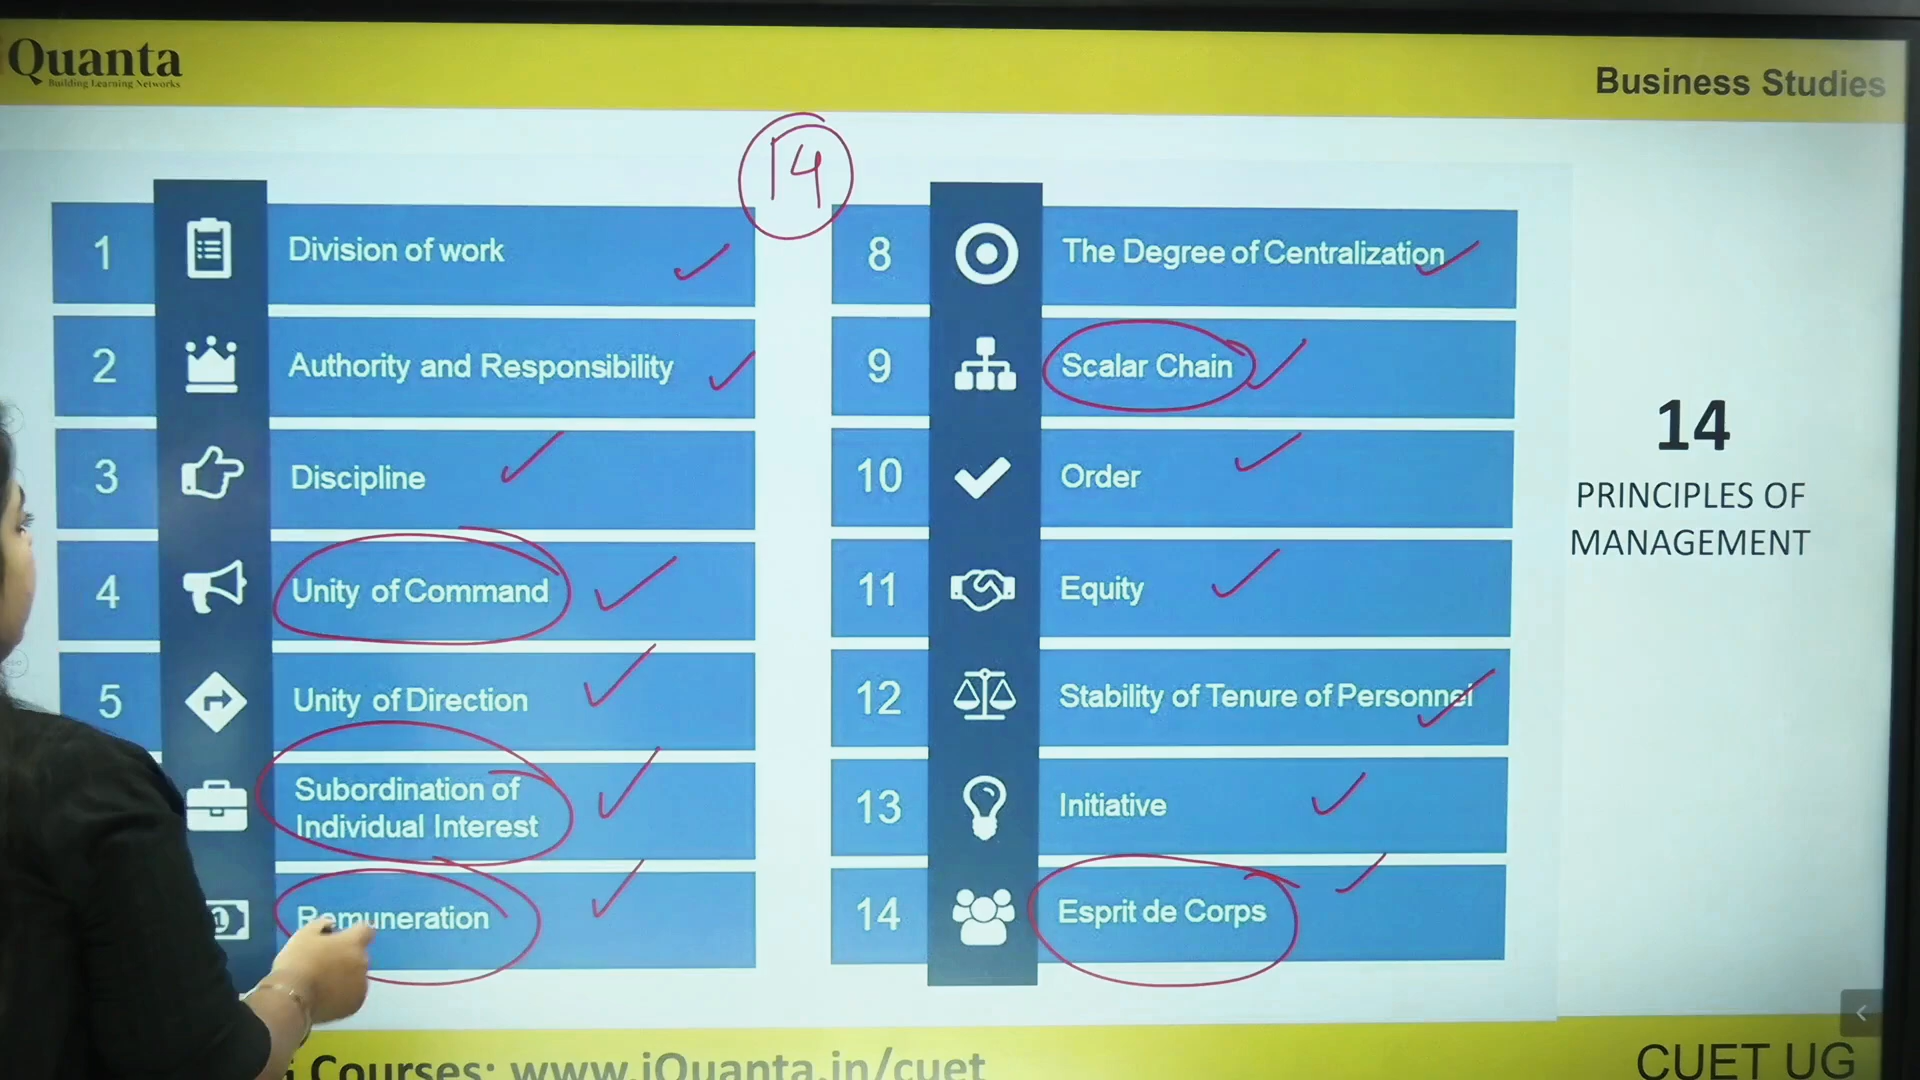 Quanta
Building Learning Networks
Business Studies
14
1 Division of work
2 Authority and Responsibility
3 Discipline
4 Unity of Command
5 Unity of Direction
Subordination of
Individual Interest
Remuneration
8 The Degree of Centralization
9 Scalar Chain
10 Order
11 Equity
12 Stability of Tenure of Personnel
13 Initiative
14 Esprit de Corps
14
PRINCIPLES OF
MANAGEMENT
Courses: www.iQuanta.in/cuet
CUET UG